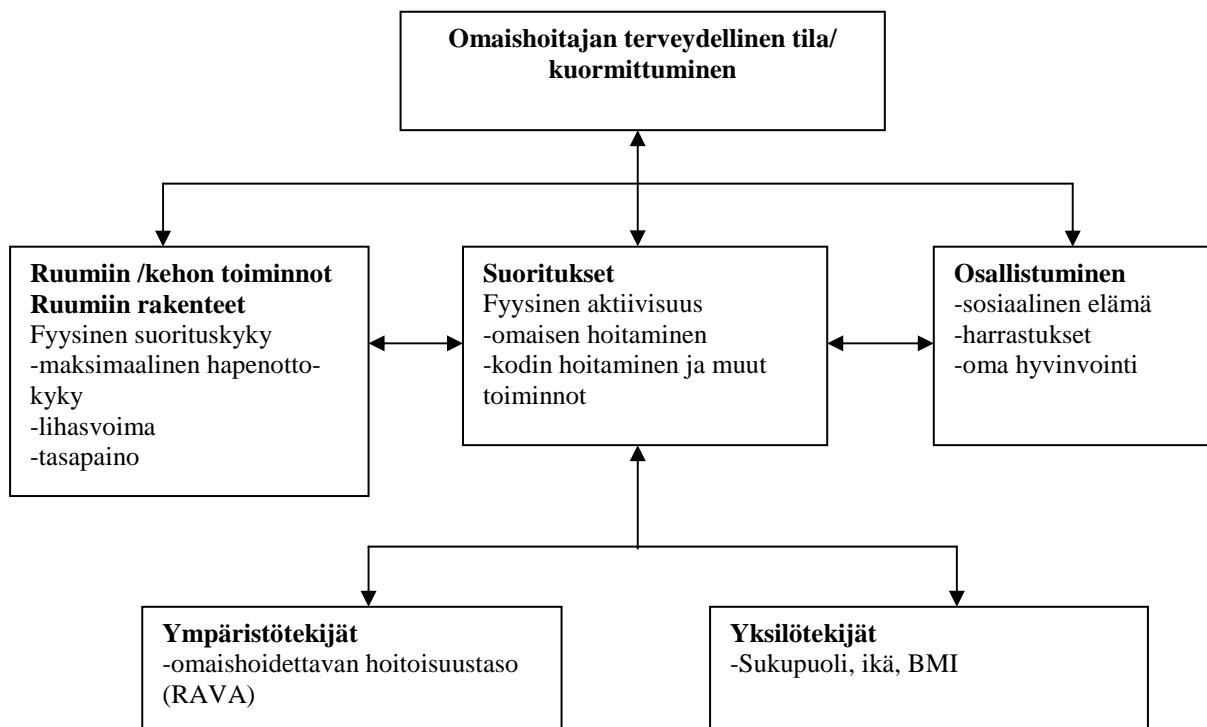 Omaishoitajan terveydellinen tila/
kuormittuminen
Ruumiin /kehon toiminnot
Ruumiin rakenteet
Fyysinen suorituskyky
-maksimaalinen hapenotto-
kyky
-lihasvoima
-tasapaino
Suoritukset
Fyysinen aktiivisuus
-omaisen hoitaminen
-kodin hoitaminen ja muut
toiminnot
Osallistuminen
-sosiaalinen elämä
-harrastukset
-oma hyvinvointi
Ympäristötekijät
-omaishoidettavan hoitoisuustaso
(RAVA)
Yksilötekijät
-Sukupuoli, ikä, BMI